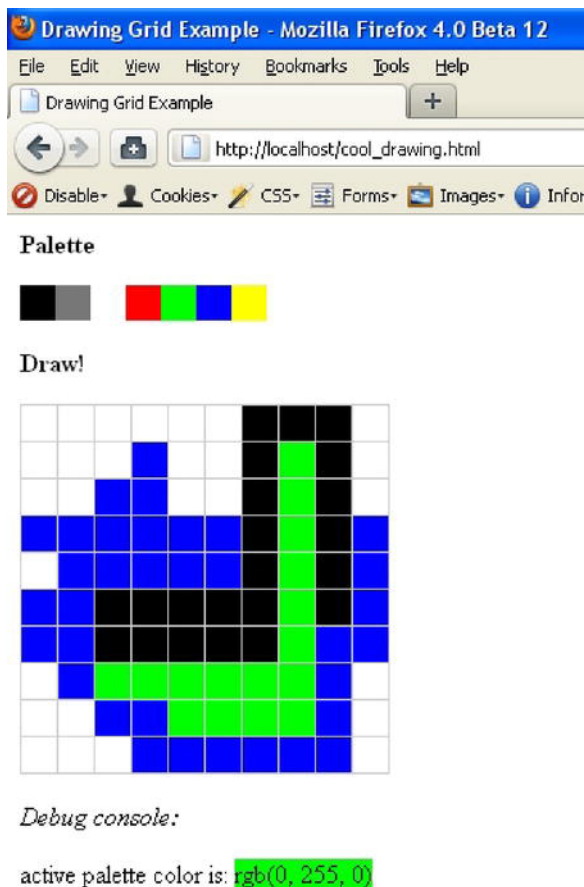 Drawing Grid Example - Mozilla Firefox 4.0 Beta 12
File Edit View History Bookmarks Tools Help
Drawing Grid Example +
http://localhost/cool_drawing.html
Disable Cookies CSS Forms Images
Palette
Draw!
Debug console:
active palette color is: rgb(0, 255, 0)